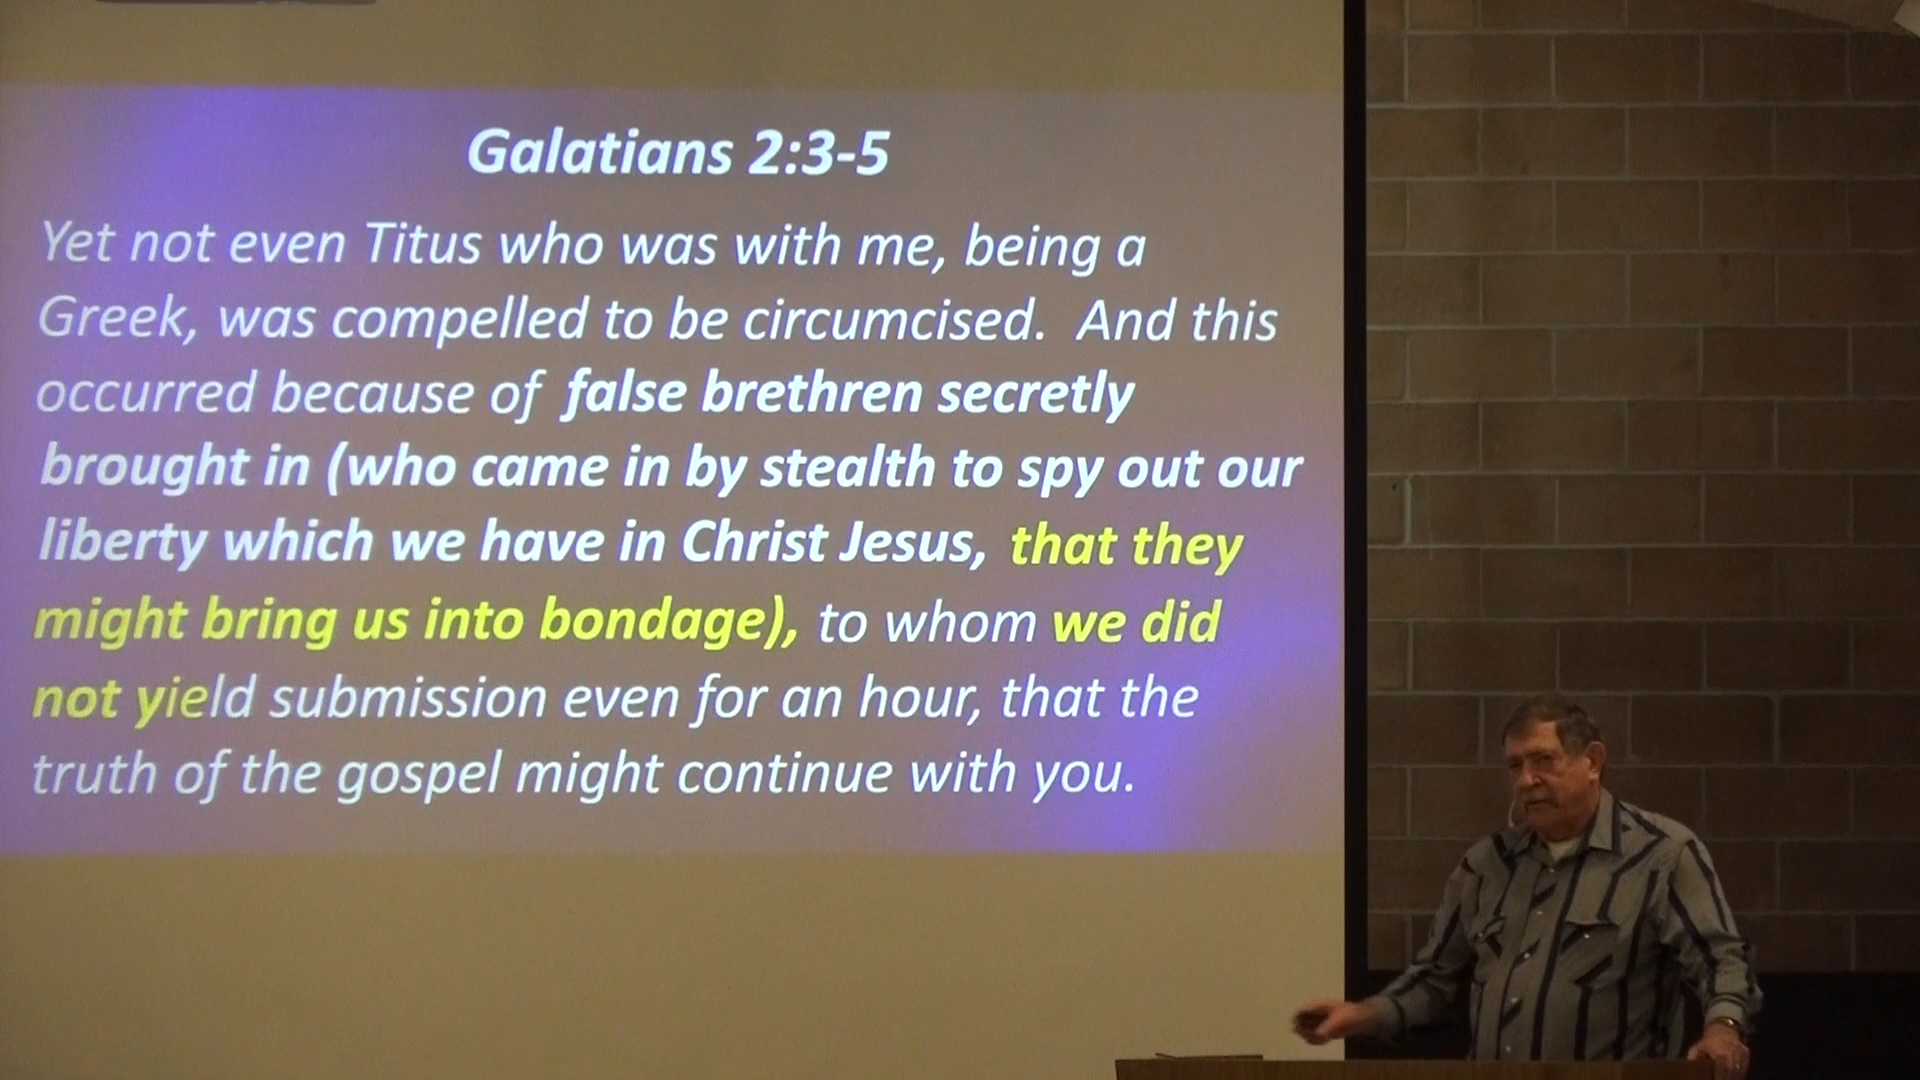 Galatians 2:3-5
Yet not even Titus who was with me, being a
Greek, was compelled to be circumcised.  And this
occurred because of false brethren secretly
brought in (who came in by stealth to spy out our
liberty which we have in Christ Jesus, that they
might bring us into bondage), to whom we did
not yield submission even for an hour, that the
truth of the gospel might continue with you.